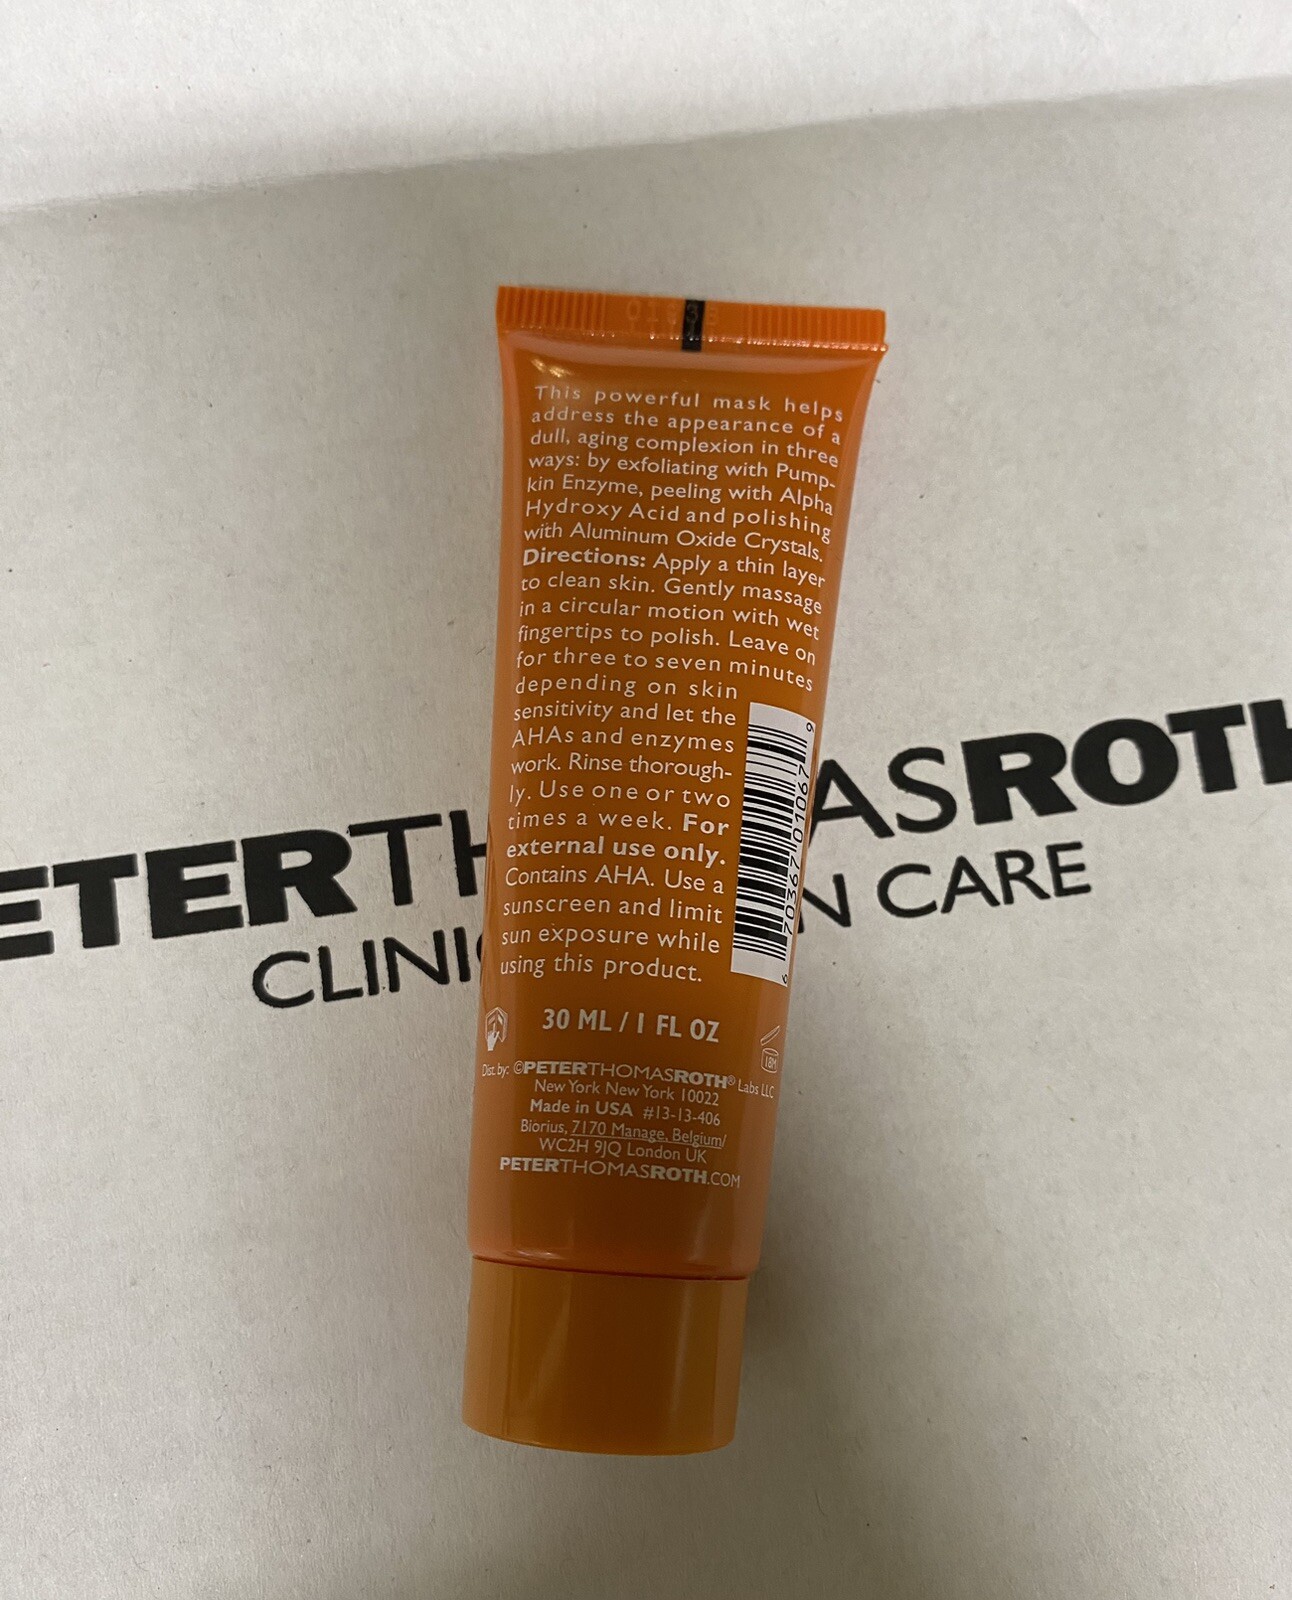 This powerful mask helps
address the appearance of a
dull, aging complexion in three
ways: by exfoliating with Pump-
kin Enzyme, peeling with Alpha
Hydroxy Acid and polishing
with Aluminum Oxide Crystals.
Directions: Apply a thin layer
to clean skin. Gently massage
in a circular motion with wet
fingertips to polish. Leave on
for three to seven minutes
depending on skin
sensitivity and let the
AHAs and enzymes
work. Rinse thorough-
ly. Use one or two
times a week. For
external use only.
Contains AHA. Use a
sunscreen and limit
sun exposure while
using this product.
6 70367 01067 9
30 ML / 1 FL OZ
18M
Dist. by: ©PETERTHOMASROTH® Labs LLC
New York New York 10022
Made in USA #13-13-406
Biorius, 7170 Manage, Belgium/
WC2H 9JQ London UK
PETERTHOMASROTH.COM
ETERTH ASROTH
CLINIC N CARE